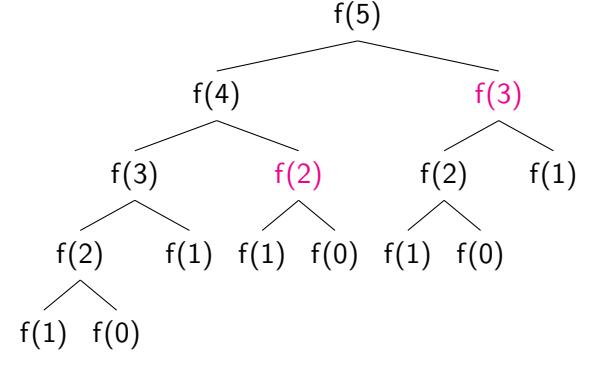 f(5)
f(4) f(3)
f(3) f(2) f(2) f(1)
f(2) f(1) f(1) f(0) f(1) f(0)
f(1) f(0)